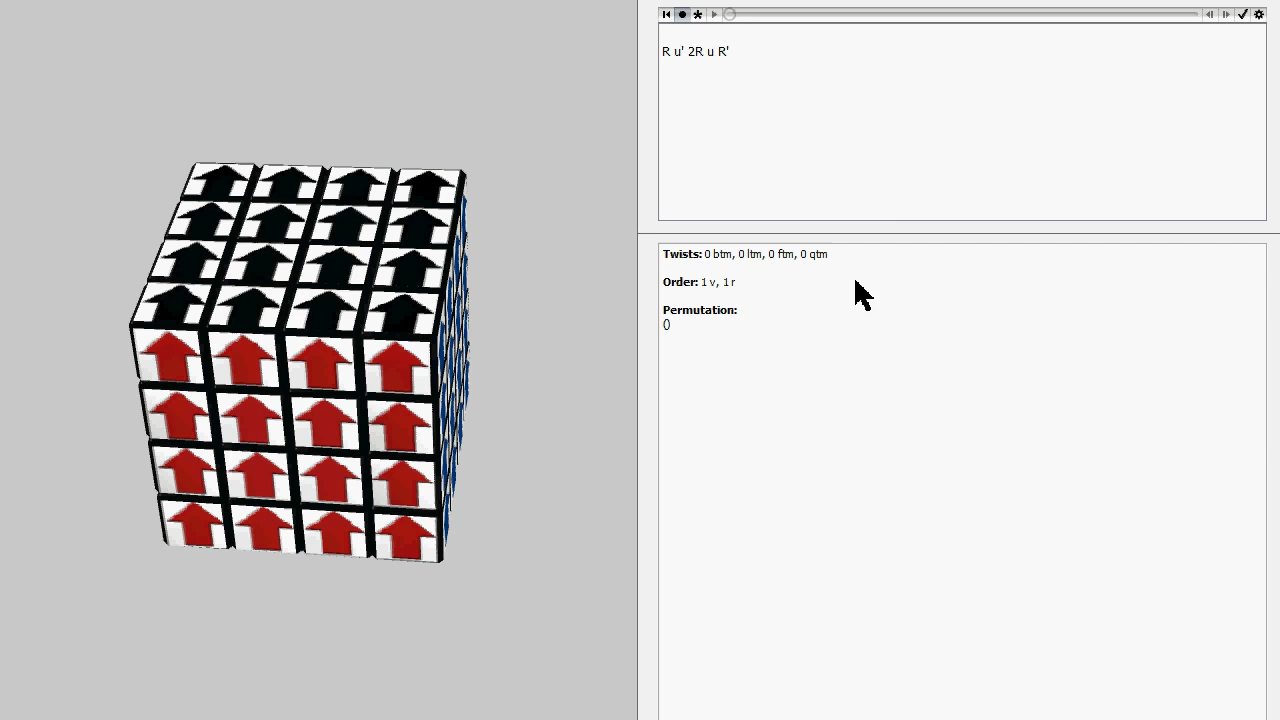 R u' 2R u R'
Twists: 0 btm, 0 ltm, 0 ftm, 0 qtm
Order: 1 v, 1 r
Permutation:
()